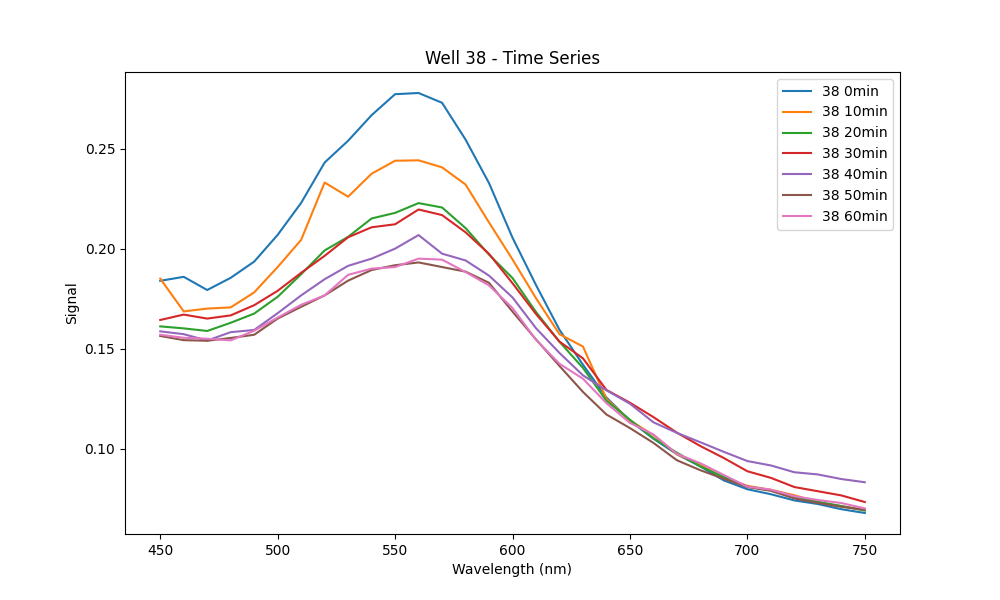 Well 38 - Time Series
Signal
0.25
0.20
0.15
0.10
450 500 550 600 650 700 750
Wavelength (nm)
38 0min
38 10min
38 20min
38 30min
38 40min
38 50min
38 60min